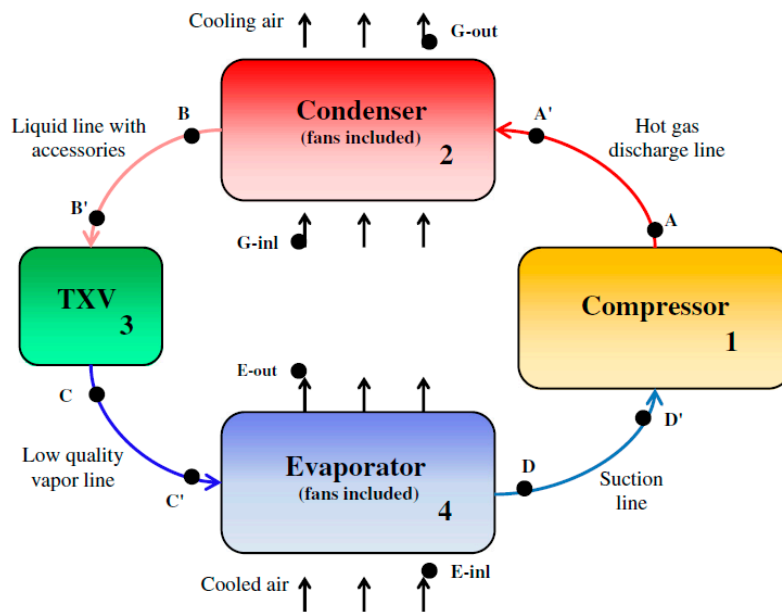 Cooling air
G-out
Condenser
(fans included)
2
B
A'
Liquid line with
accessories
Hot gas
discharge line
B'
G-inl
A
TXV
3
Compressor
1
E-out
C
D'
Low quality
vapor line
C'
Evaporator
(fans included)
4
D
Suction
line
Cooled air
E-inl